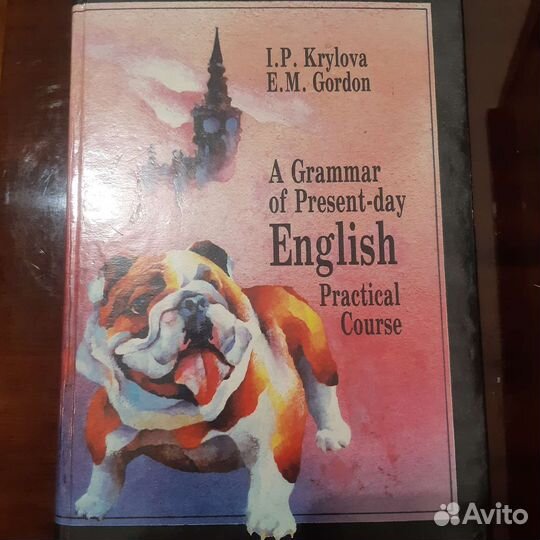 I.P. Krylova
E.M. Gordon
A Grammar
of Present-day
English
Practical
Course
Avito